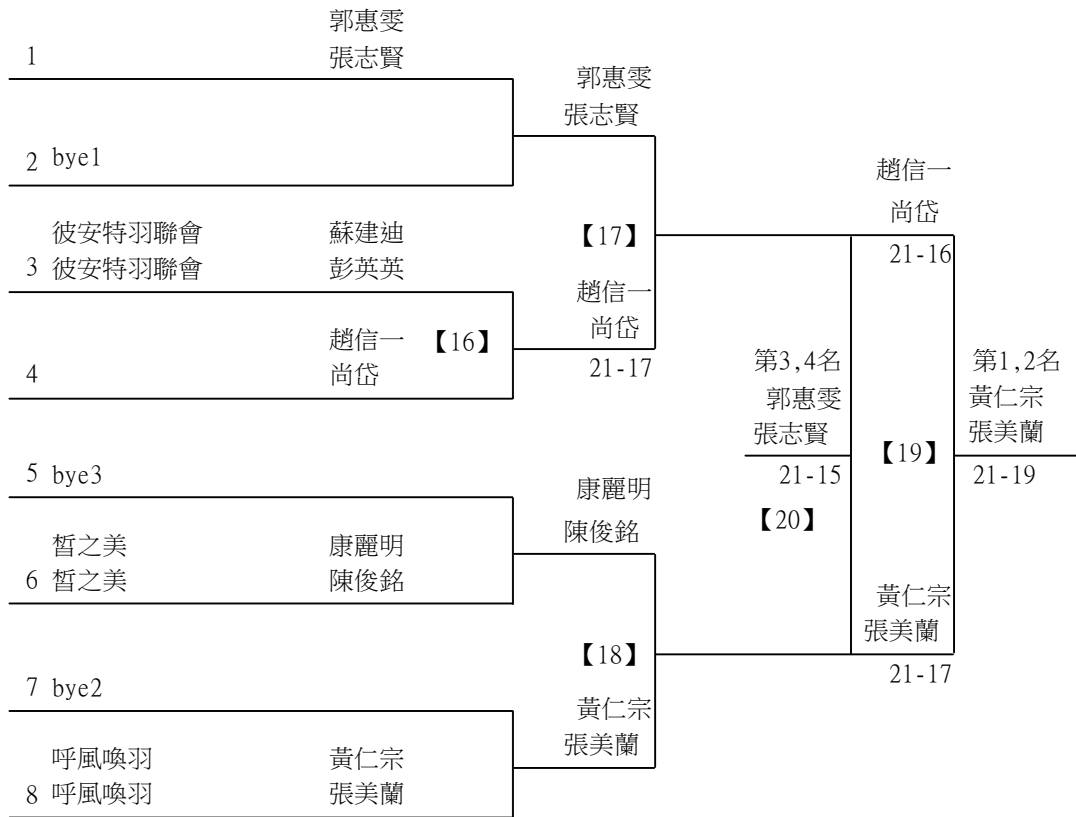 郭惠雯
1 張志賢
郭惠雯
張志賢
2 bye1
趙信一
尚岱
21-16
彼安特羽聯會 蘇建迪
3 彼安特羽聯會 彭英英
【17】
趙信一
尚岱
21-17
趙信一 【16】
4 尚岱
第3,4名
郭惠雯
張志賢
21-15
【20】
【19】
第1,2名
黃仁宗
張美蘭
21-19
5 bye3
康麗明
陳俊銘
皙之美 康麗明
6 皙之美 陳俊銘
黃仁宗
張美蘭
21-17
【18】
7 bye2
黃仁宗
張美蘭
呼風喚羽 黃仁宗
8 呼風喚羽 張美蘭